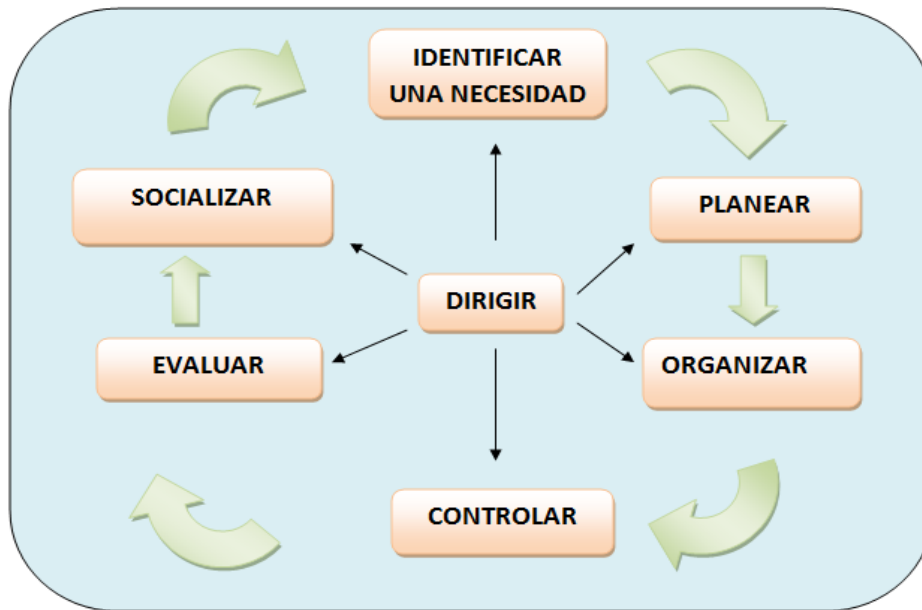 IDENTIFICAR
UNA NECESIDAD
SOCIALIZAR
PLANEAR
DIRIGIR
EVALUAR
ORGANIZAR
CONTROLAR